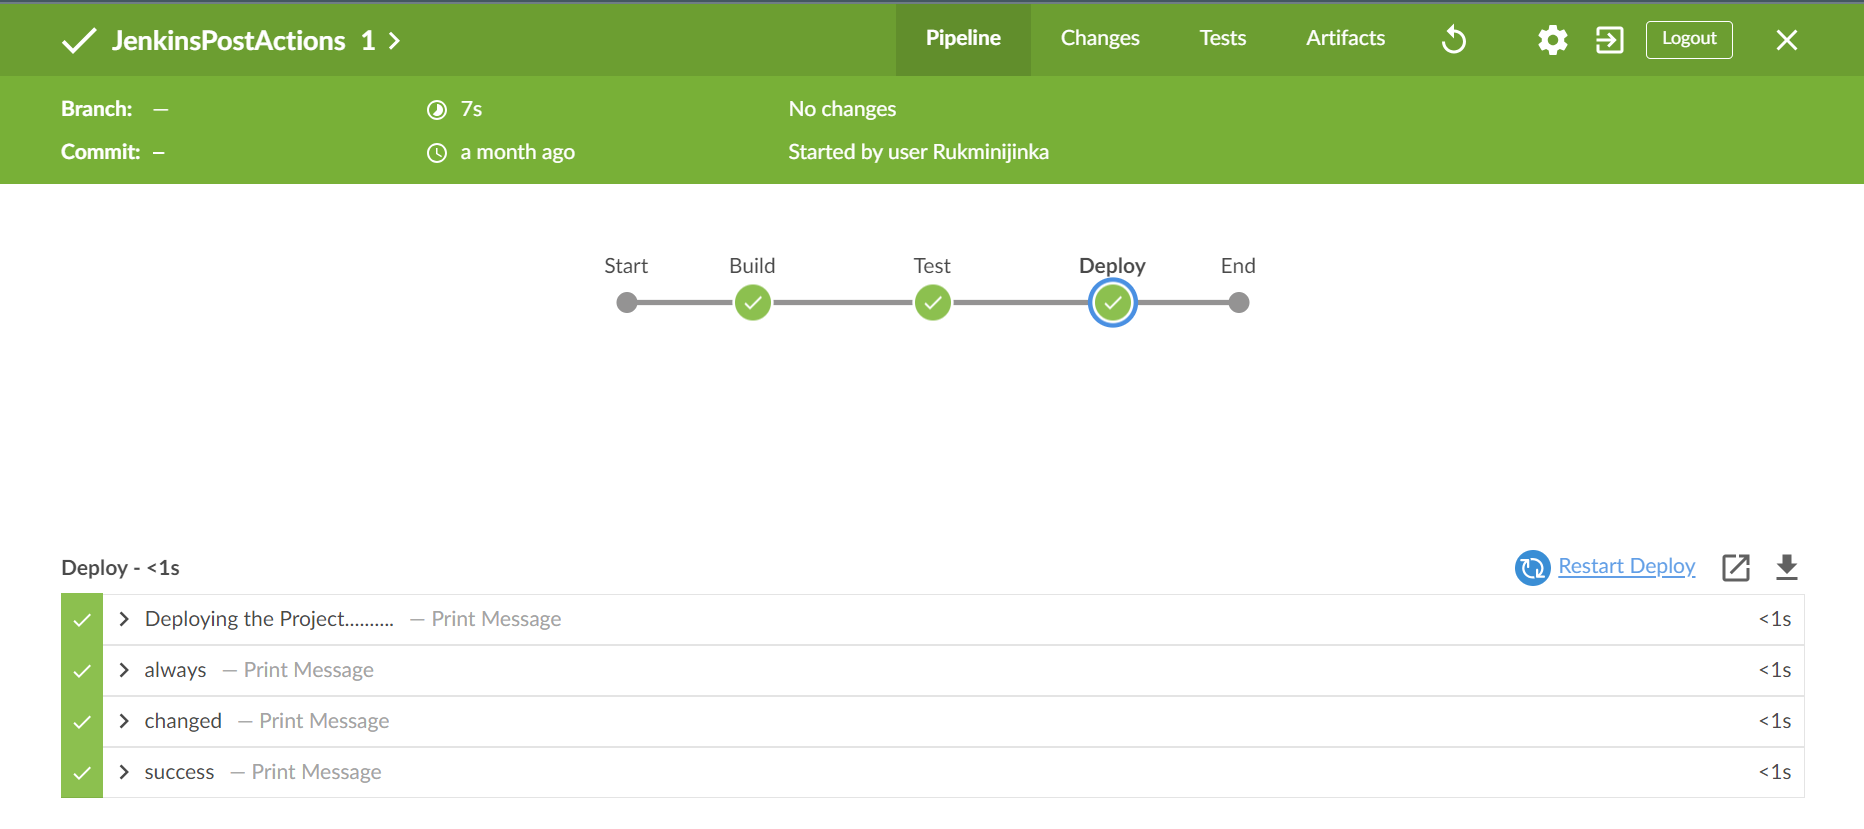 JenkinsPostActions 1
Pipeline Changes Tests Artifacts Logout
Branch: — 7s No changes
Commit: – a month ago Started by user Rukminijinka
Start Build Test Deploy End
Deploy - <1s Restart Deploy
Deploying the Project.......... — Print Message <1s
always — Print Message <1s
changed — Print Message <1s
success — Print Message <1s